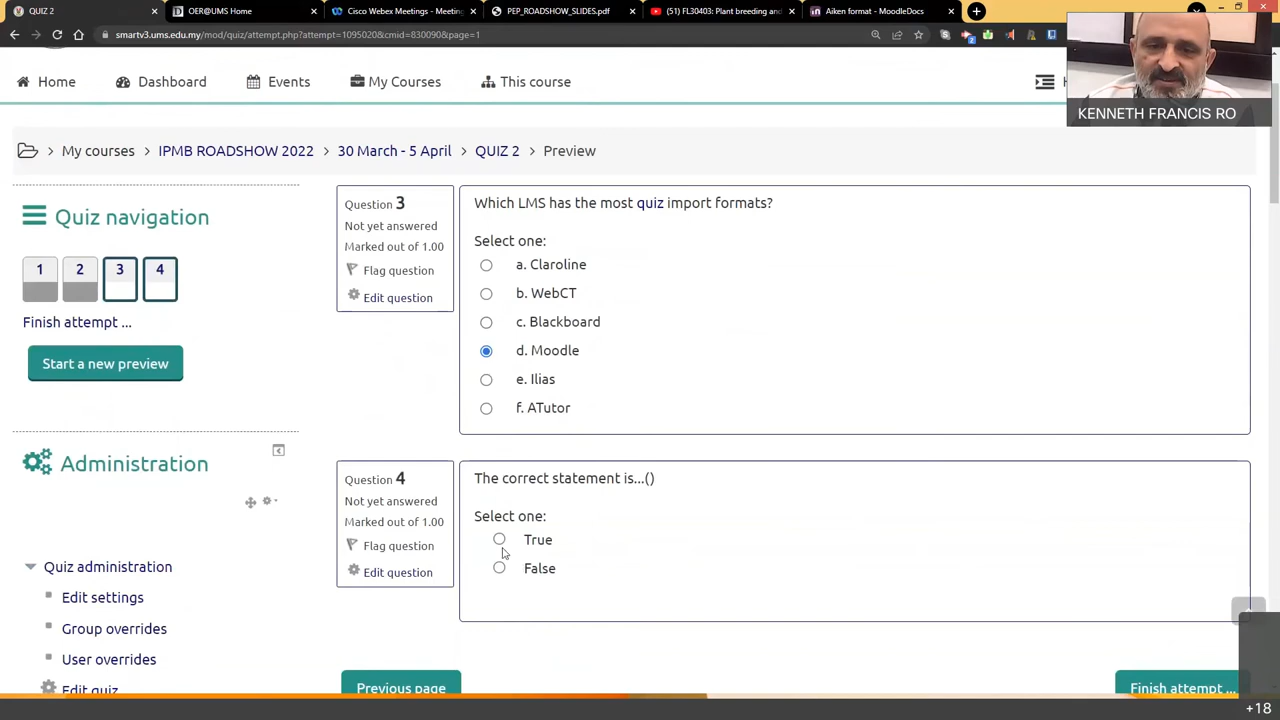 QUIZ 2
OER@UMS Home
Cisco Webex Meetings - Meeting
PEP_ROADSHOW_SLIDES.pdf
(51) FL30403: Plant breeding and
Aiken format - MoodleDocs
smartv3.ums.edu.my/mod/quiz/attempt.php?attempt=1095020&cmid=830090&page=1
Home
Dashboard
Events
My Courses
This course
KENNETH FRANCIS RO
My courses > IPMB ROADSHOW 2022 > 30 March - 5 April > QUIZ 2 > Preview
Quiz navigation
1 2 3 4
Finish attempt ...
Start a new preview
Administration
Quiz administration
Edit settings
Group overrides
User overrides
Edit quiz
Question 3
Not yet answered
Marked out of 1.00
Flag question
Edit question
Which LMS has the most quiz import formats?
Select one:
a. Claroline
b. WebCT
c. Blackboard
d. Moodle
e. Ilias
f. ATutor
Question 4
Not yet answered
Marked out of 1.00
Flag question
Edit question
The correct statement is...()
Select one:
True
False
Previous page
Finish attempt ...
+18